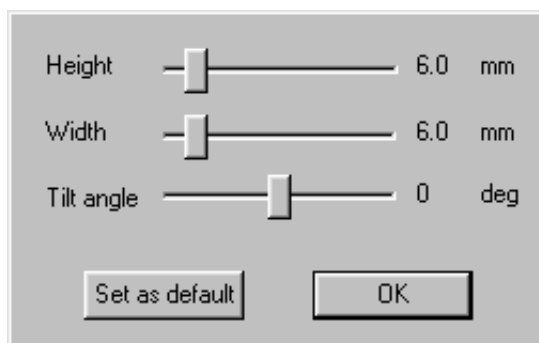 Height 6.0 mm
Width 6.0 mm
Tilt angle 0 deg
Set as default OK